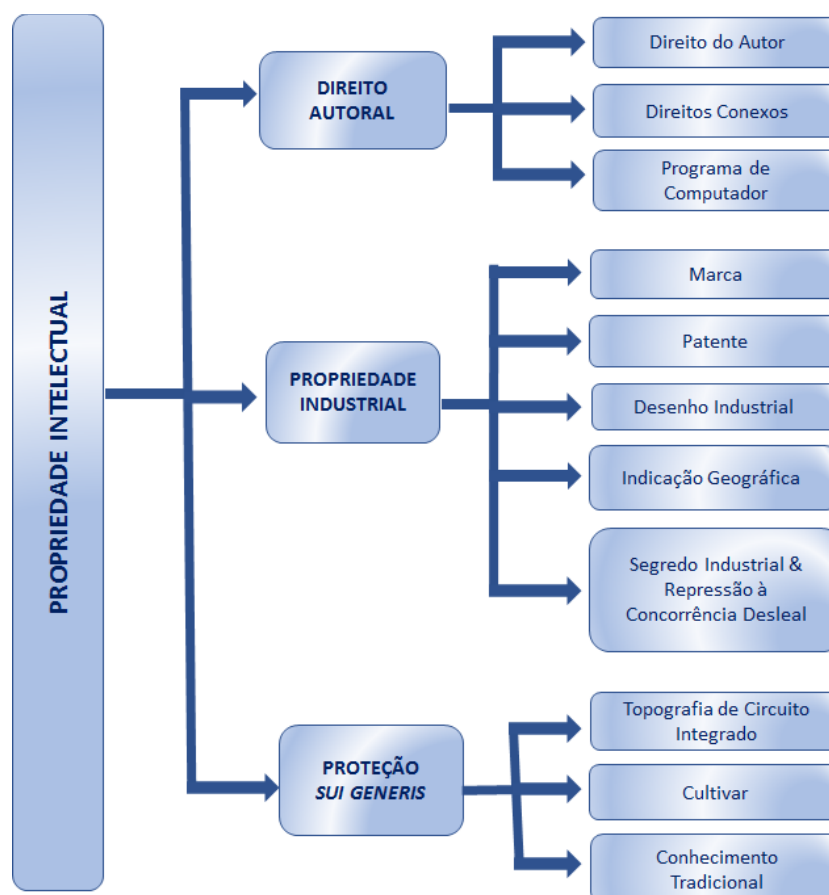 PROPRIEDADE INTELECTUAL
DIREITO
AUTORAL
Direito do Autor
Direitos Conexos
Programa de
Computador
PROPRIEDADE
INDUSTRIAL
Marca
Patente
Desenho Industrial
Indicação Geográfica
Segredo Industrial &
Repressão à
Concorrência Desleal
PROTEÇÃO
SUI GENERIS
Topografia de Circuito
Integrado
Cultivar
Conhecimento
Tradicional